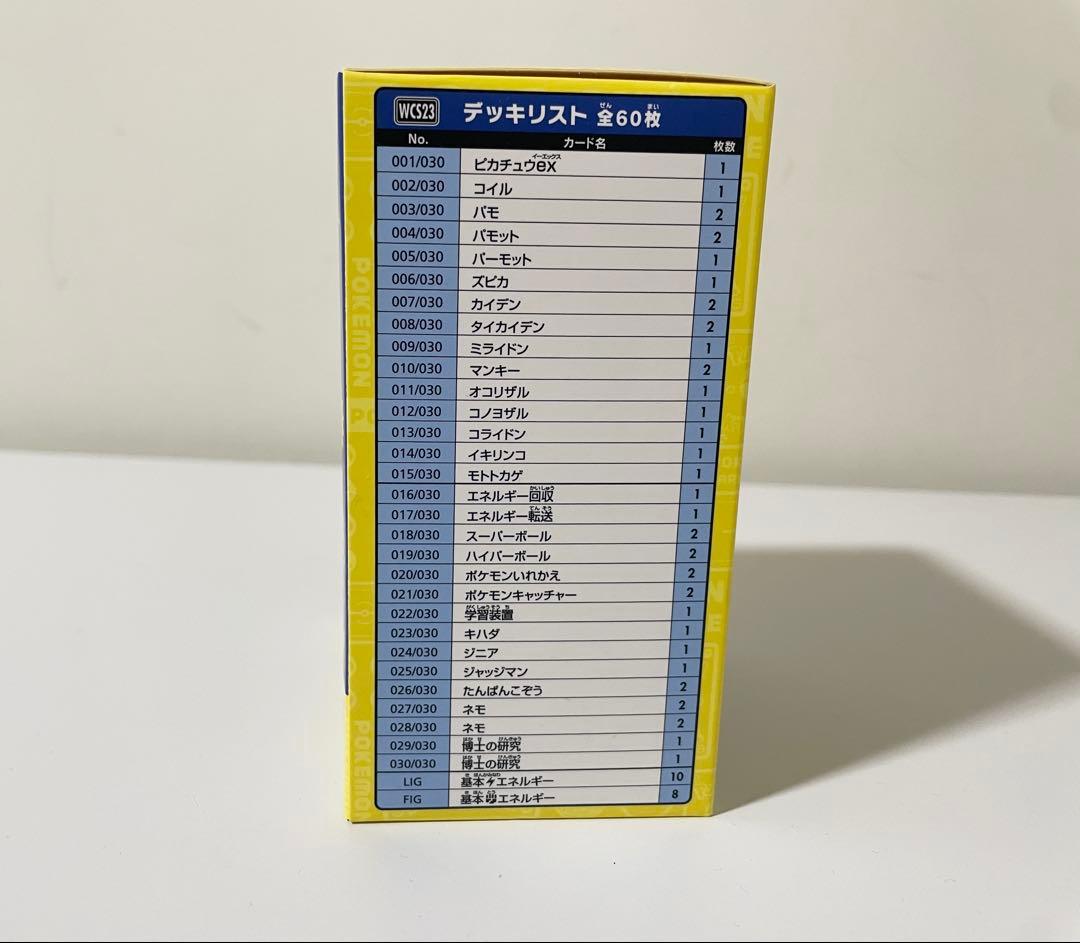 WCS23 デッキリスト 全60枚
No. カード名 枚数
001/030 ピカチュウex 1
002/030 コイル 1
003/030 パモ 2
004/030 パモット 2
005/030 パーモット 1
006/030 ズピカ 1
007/030 カイデン 2
008/030 タイカイデン 2
009/030 ミライドン 1
010/030 マンキー 2
011/030 オコリザル 1
012/030 コノヨザル 1
013/030 コライドン 1
014/030 イキリンコ 1
015/030 モトトカゲ 1
016/030 エネルギー回収 1
017/030 エネルギー転送 1
018/030 スーパーボール 2
019/030 ハイパーボール 2
020/030 ポケモンいれかえ 2
021/030 ポケモンキャッチャー 2
022/030 学習装置 1
023/030 キハダ 1
024/030 ジニア 1
025/030 ジャッジマン 1
026/030 たんぱんこぞう 2
027/030 ネモ 2
028/030 ネモ 2
029/030 博士の研究 1
030/030 博士の研究 1
LIG 基本エネルギー 10
FIG 基本エネルギー 8
POKEMON
POKEMON